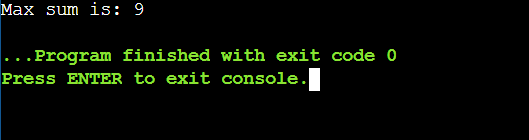 Max sum is: 9
...Program finished with exit code 0
Press ENTER to exit console.